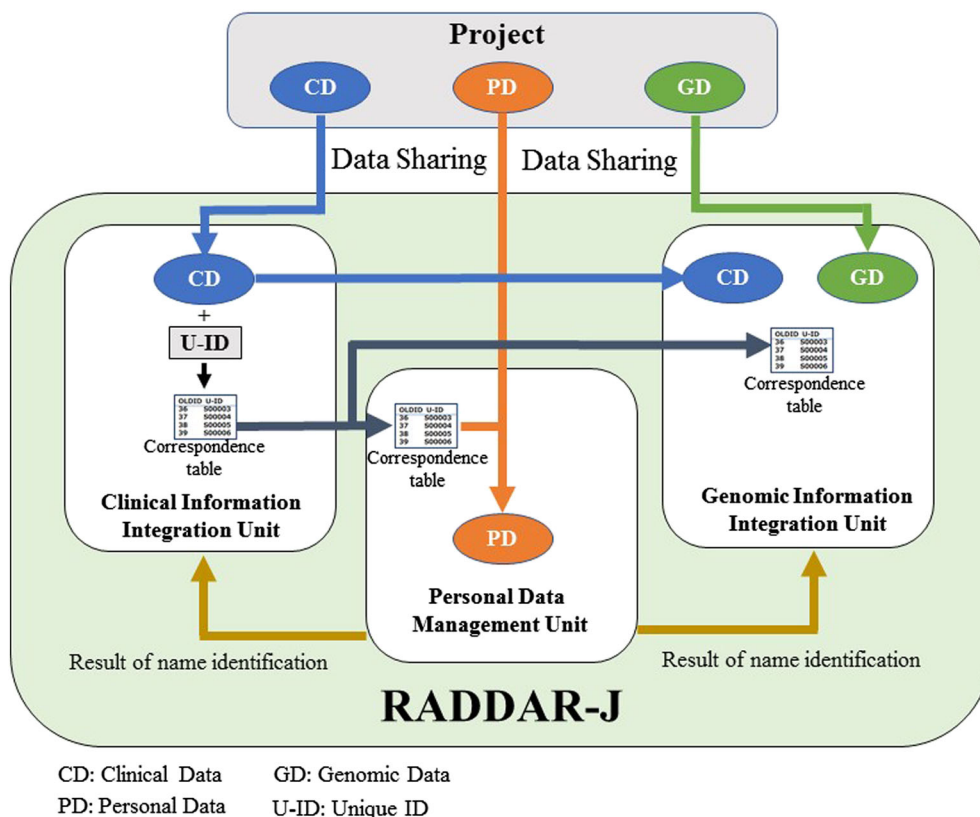 Project
CD
PD
GD
Data Sharing
Data Sharing
CD
CD
GD
+
U-ID
OLDID U-ID
36 S00003
37 S00004
38 S00005
39 S00006
Correspondence
table
OLDID U-ID
36 S00003
37 S00004
38 S00005
39 S00006
Correspondence
table
OLDID U-ID
36 S00003
37 S00004
38 S00005
39 S00006
Correspondence
table
Clinical Information
Integration Unit
Genomic Information
Integration Unit
PD
Personal Data
Management Unit
Result of name identification
Result of name identification
RADDAR-J
CD: Clinical Data
GD: Genomic Data
PD: Personal Data
U-ID: Unique ID